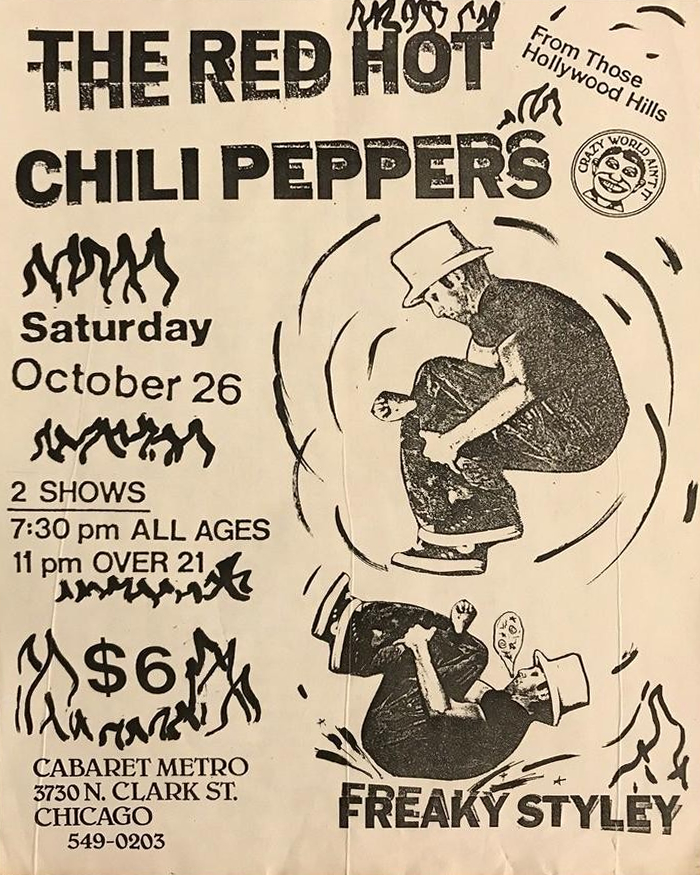 THE RED HOT
CHILI PEPPERS
From Those
Hollywood Hills
CRAZY WORLD AIN'T IT
Saturday
October 26
2 SHOWS
7:30 pm ALL AGES
11 pm OVER 21
$6
CABARET METRO
3730 N. CLARK ST.
CHICAGO
549-0203
FREAKY STYLEY